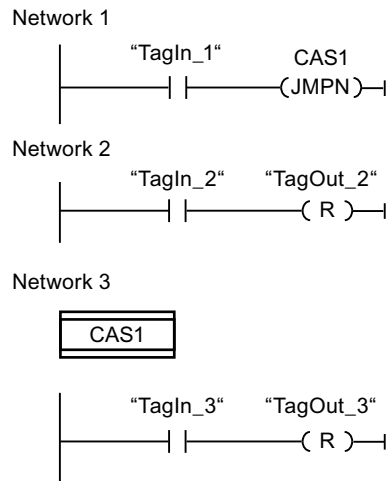 Network 1
“TagIn_1“ CAS1
(JMPN)
Network 2
“TagIn_2“ “TagOut_2“
( R )
Network 3
CAS1
“TagIn_3“ “TagOut_3“
( R )